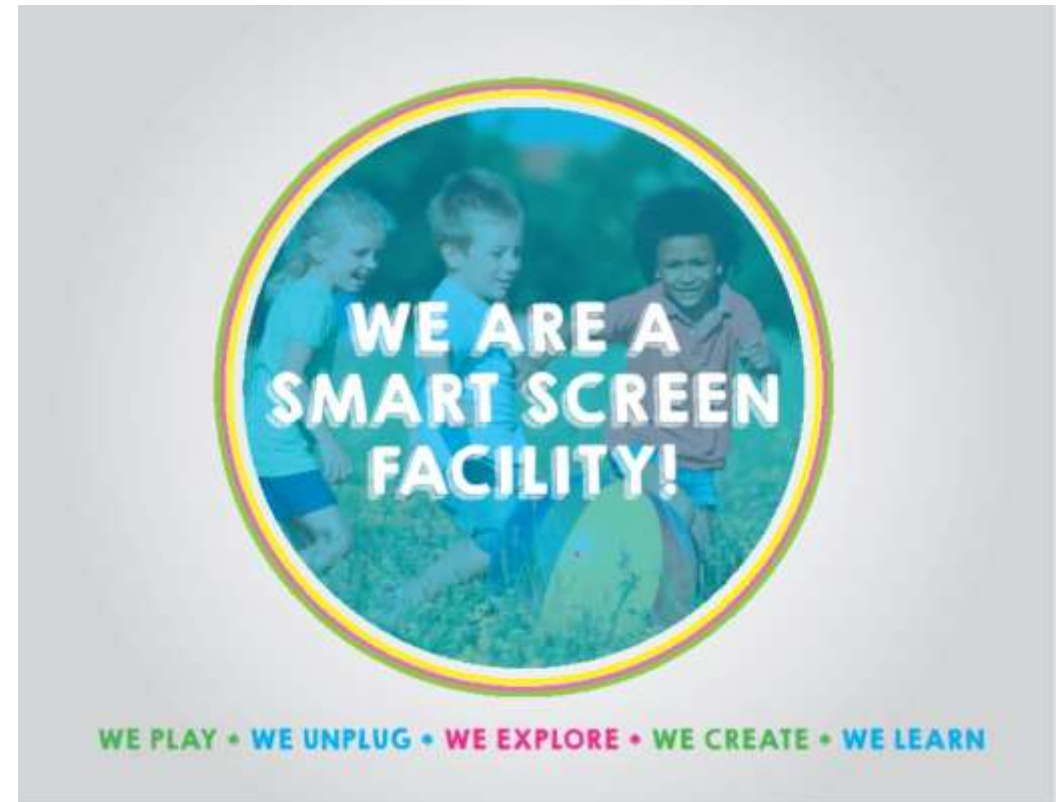 WE ARE A
SMART SCREEN
FACILITY!
WE PLAY • WE UNPLUG • WE EXPLORE • WE CREATE • WE LEARN